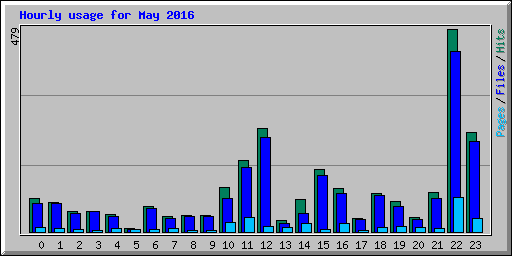 Hourly usage for May 2016
479
Pages/Files/Hits
0 1 2 3 4 5 6 7 8 9 10 11 12 13 14 15 16 17 18 19 20 21 22 23